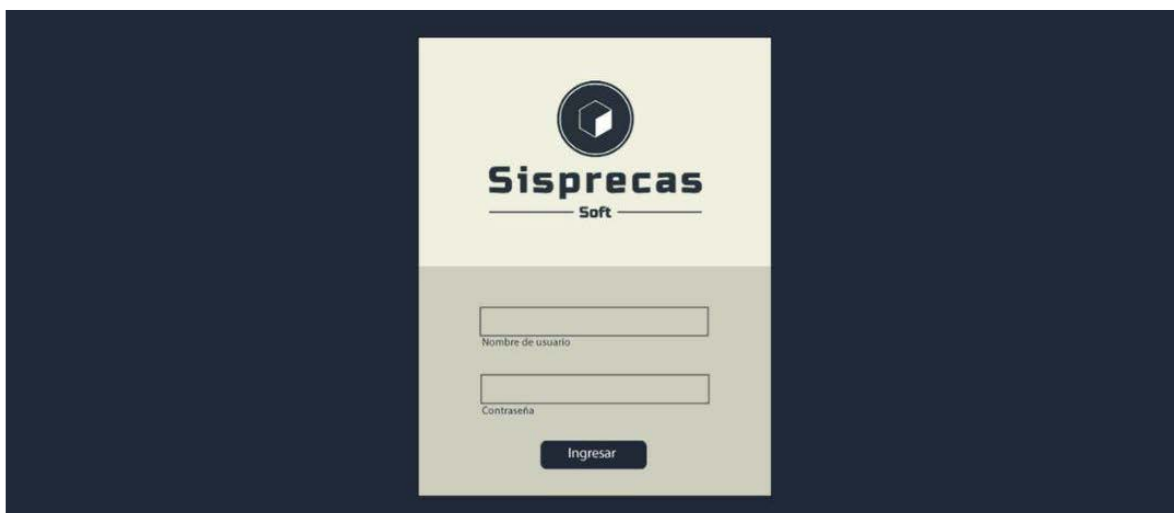 Sisprecas
Soft
Nombre de usuario
Contraseña
Ingresar